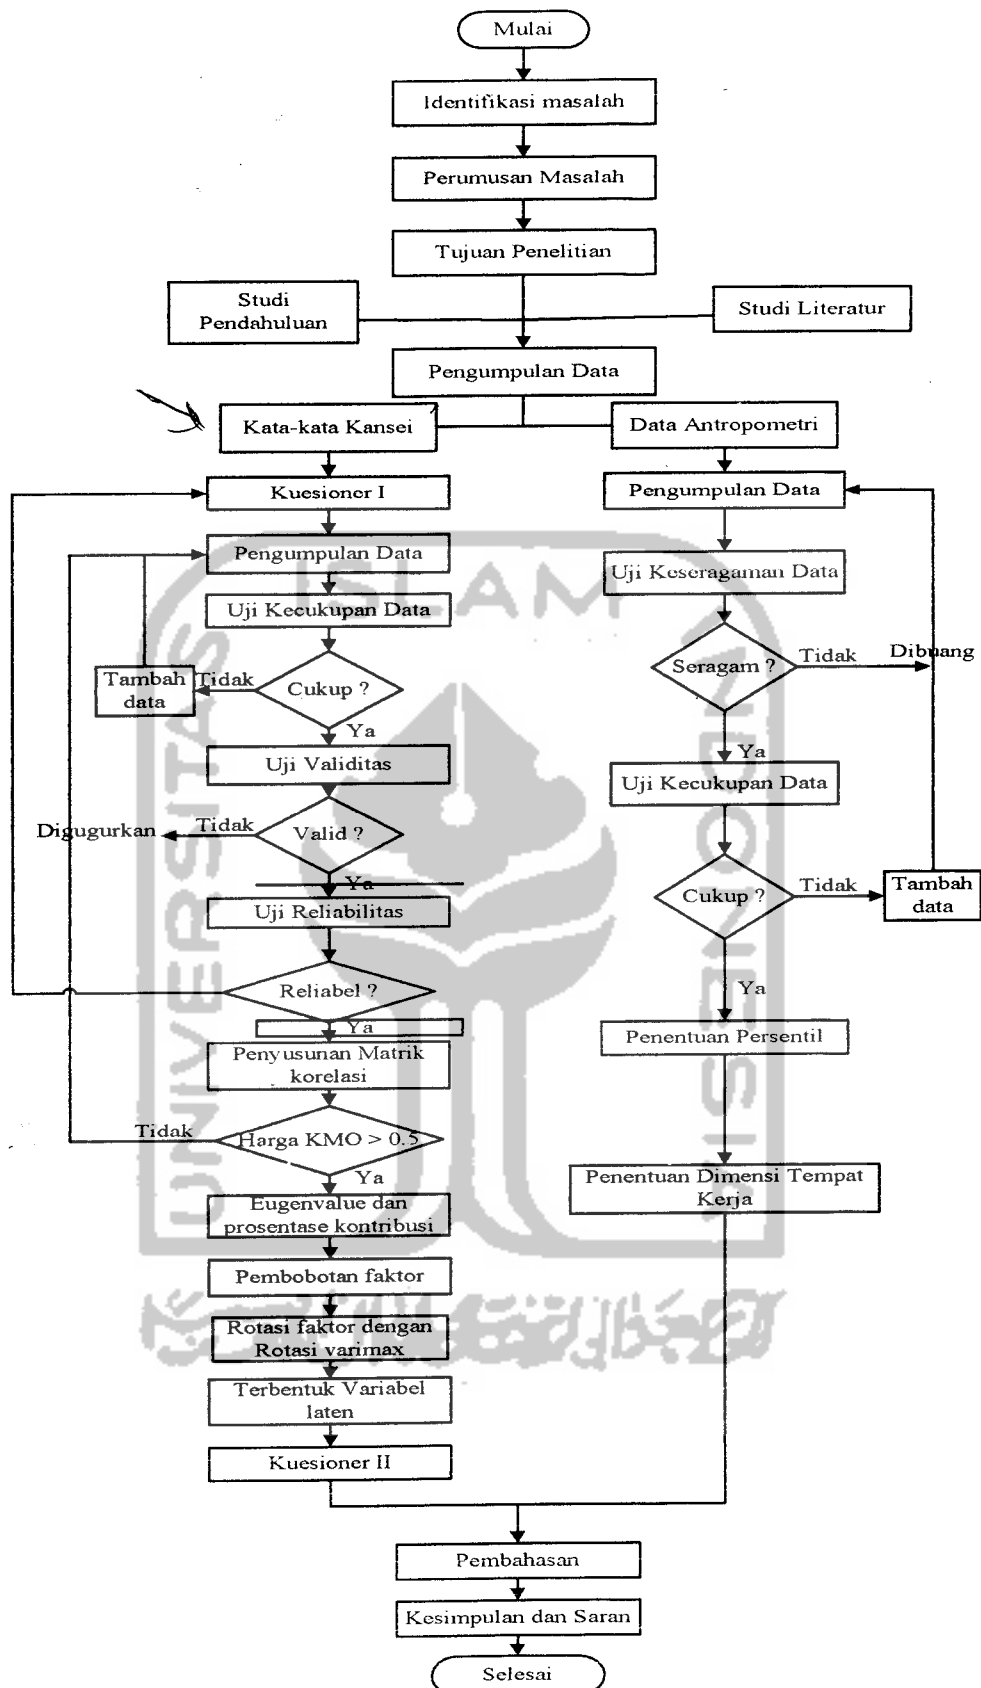 Mulai
Identifikasi masalah
Perumusan Masalah
Tujuan Penelitian
Studi
Pendahuluan
Studi Literatur
Pengumpulan Data
Kata-kata Kansei
Data Antropometri
Kuesioner I
Pengumpulan Data
Pengumpulan Data
Uji Keseragaman Data
ISLAM
Uji Kecukupan Data
Seragam ?
Tidak
Dibuang
Cukup ?
Tidak
Tambah
data
Ya
Ya
Uji Validitas
Uji Kecukupan Data
Valid ?
Tidak
Digugurkan
Ya
Cukup ?
Tidak
Tambah
data
Uji Reliabilitas
Reliabel ?
Ya
Ya
Penentuan Persentil
Penyusunan Matrik
korelasi
Harga KMO > 0.5
Tidak
Ya
Penentuan Dimensi Tempat
Kerja
Eugenvalue dan
prosentase kontribusi
UNIVERSITAS
INDONESIA
Pembobotan faktor
Rotasi faktor dengan
Rotasi varimax
Terbentuk Variabel
laten
Kuesioner II
Pembahasan
Kesimpulan dan Saran
Selesai